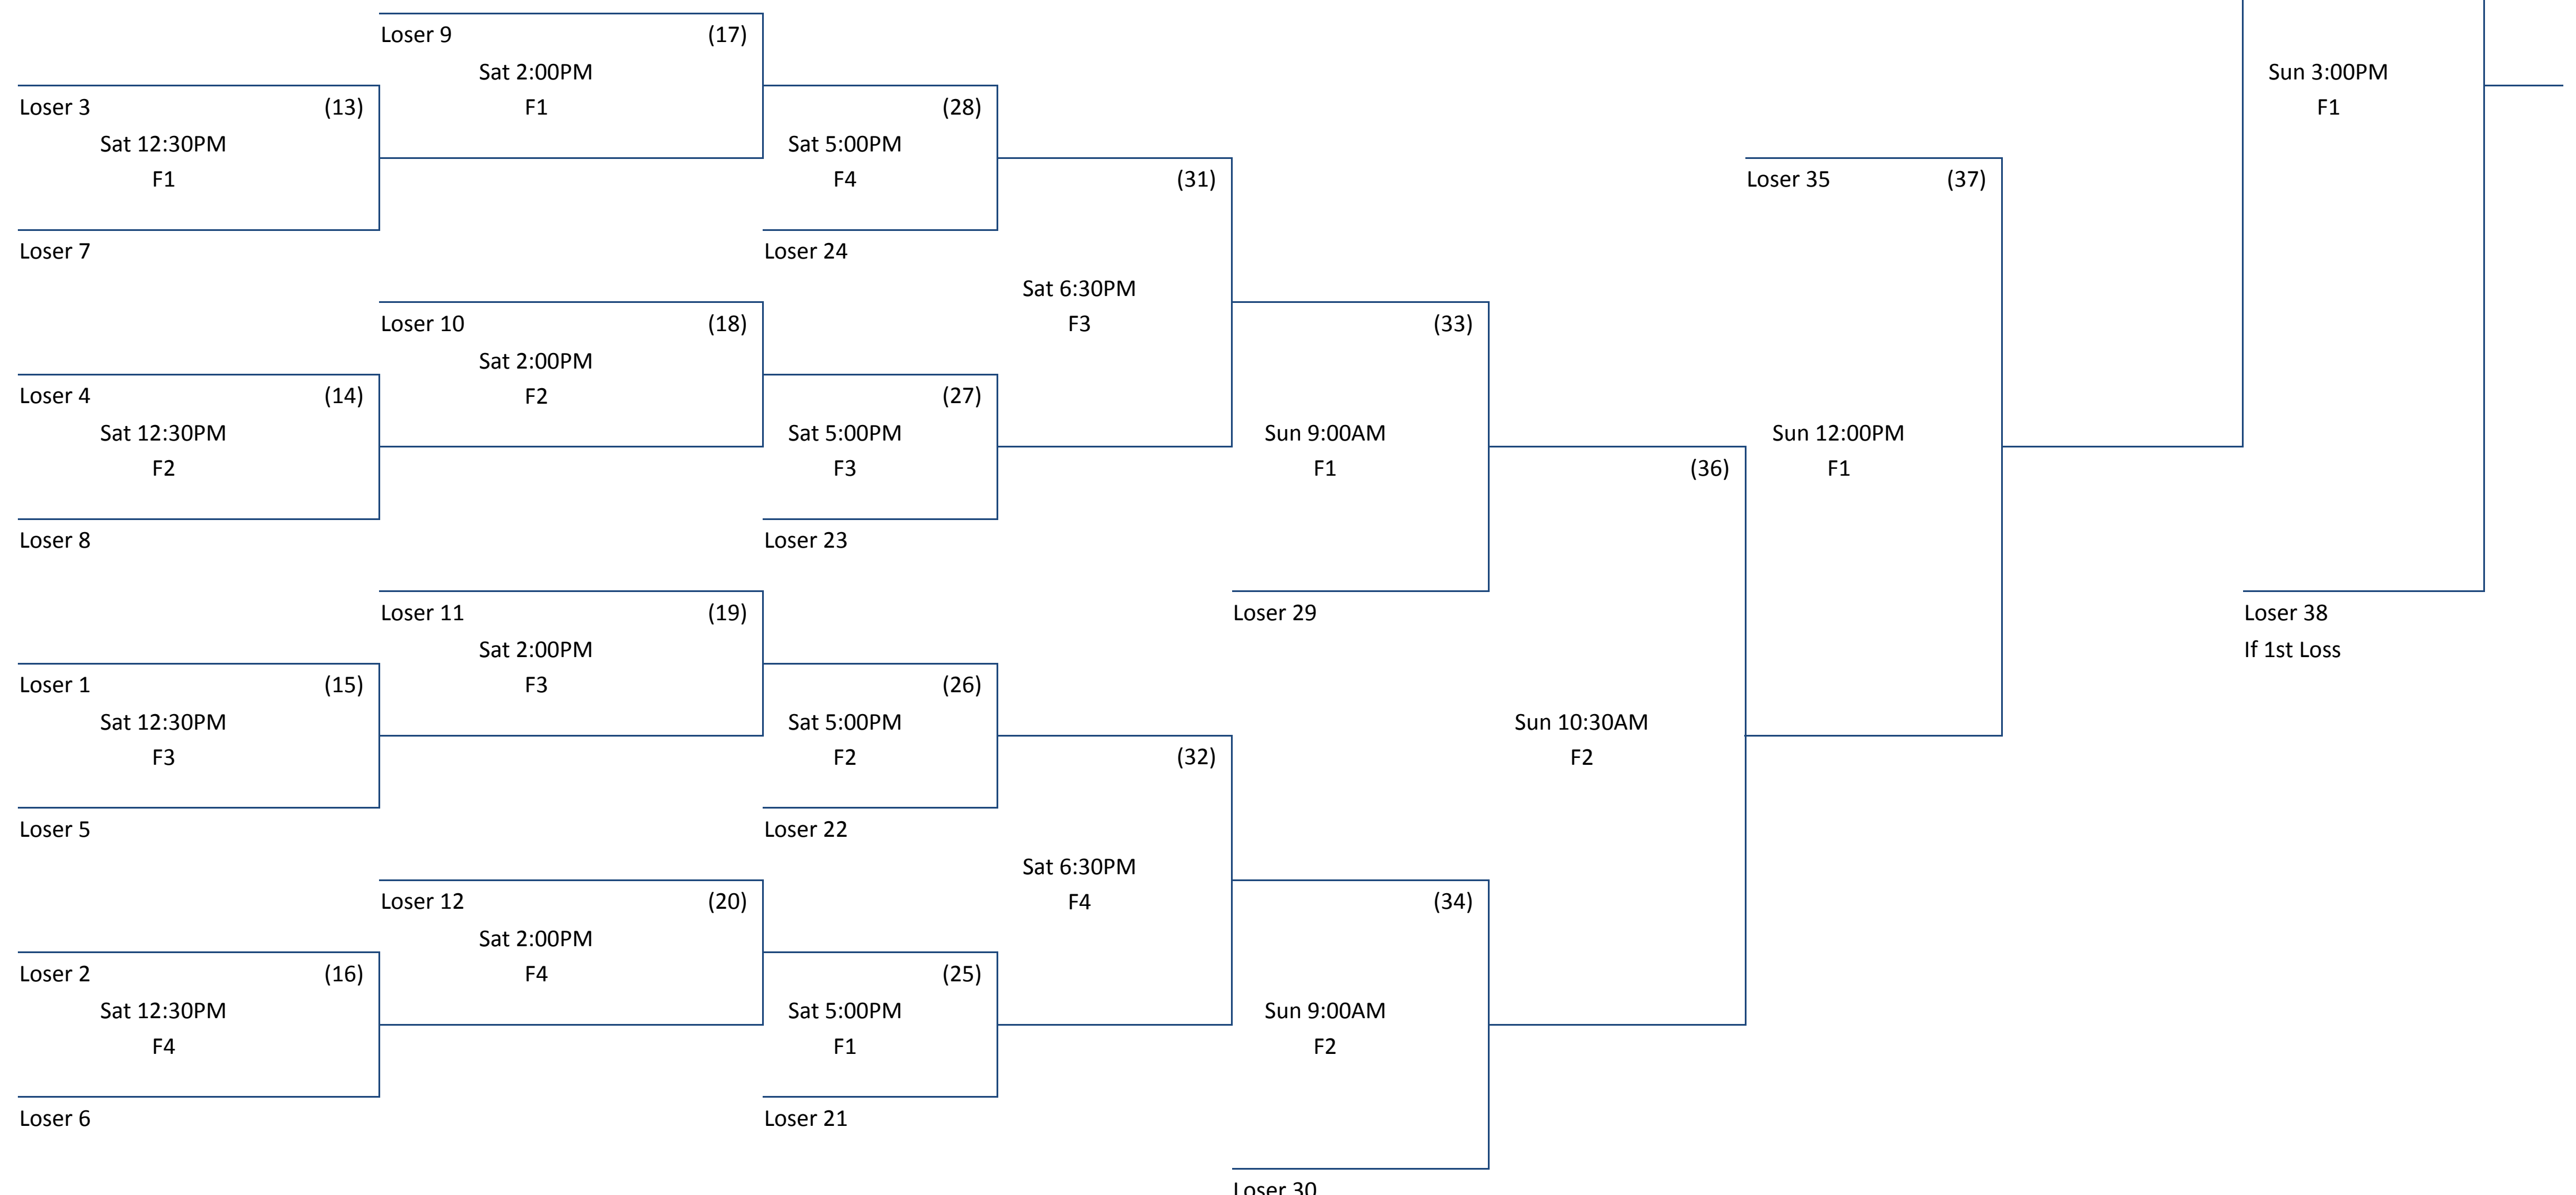 Loser 9 (17)
Sat 2:00PM Sun 3:00PM
Loser 3 (13) F1 (28) F1
Sat 12:30PM Sat 5:00PM
F1 F4 (31) Loser 35 (37)
Loser 7 Loser 24
Sat 6:30PM
Loser 10 (18) F3 (33)
Sat 2:00PM
Loser 4 (14) F2 (27)
Sat 12:30PM Sat 5:00PM Sun 9:00AM Sun 12:00PM
F2 F3 F1 (36) F1
Loser 8 Loser 23
Loser 11 (19) Loser 29 Loser 38
Sat 2:00PM If 1st Loss
Loser 1 (15) F3 (26)
Sat 12:30PM Sat 5:00PM Sun 10:30AM
F3 F2 (32) F2
Loser 5 Loser 22
Sat 6:30PM
Loser 12 (20) F4 (34)
Sat 2:00PM
Loser 2 (16) F4 (25)
Sat 12:30PM Sat 5:00PM Sun 9:00AM
F4 F1 F2
Loser 6 Loser 21
Loser 30